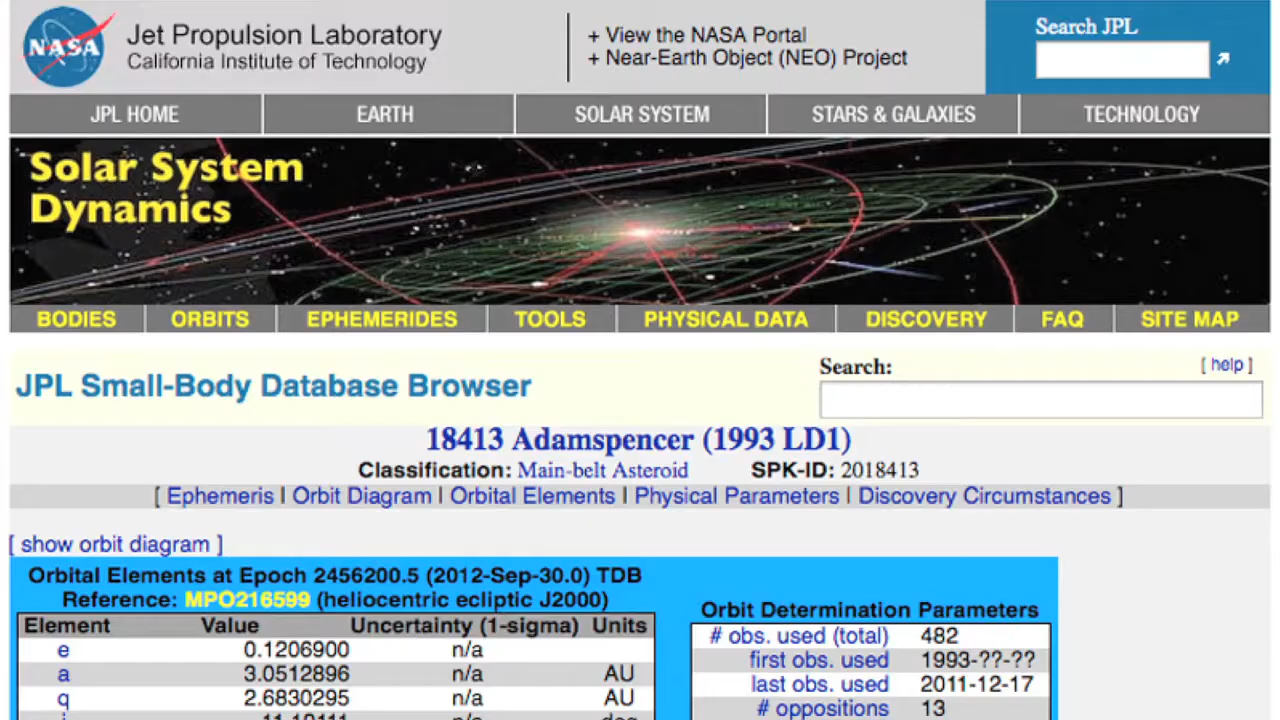 NASA
Jet Propulsion Laboratory
California Institute of Technology
+ View the NASA Portal
+ Near-Earth Object (NEO) Project
Search JPL
JPL HOME EARTH SOLAR SYSTEM STARS & GALAXIES TECHNOLOGY
Solar System
Dynamics
BODIES ORBITS EPHEMERIDES TOOLS PHYSICAL DATA DISCOVERY FAQ SITE MAP
JPL Small-Body Database Browser
Search: [ help ]
18413 Adamspencer (1993 LD1)
Classification: Main-belt Asteroid SPK-ID: 2018413
[ Ephemeris | Orbit Diagram | Orbital Elements | Physical Parameters | Discovery Circumstances ]
[ show orbit diagram ]
Orbital Elements at Epoch 2456200.5 (2012-Sep-30.0) TDB
Reference: MPO216599 (heliocentric ecliptic J2000)
Element Value Uncertainty (1-sigma) Units
e 0.1206900 n/a
a 3.0512896 n/a AU
q 2.6830295 n/a AU
n/a deg
Orbit Determination Parameters
# obs. used (total) 482
first obs. used 1993-??-??
last obs. used 2011-12-17
# oppositions 13